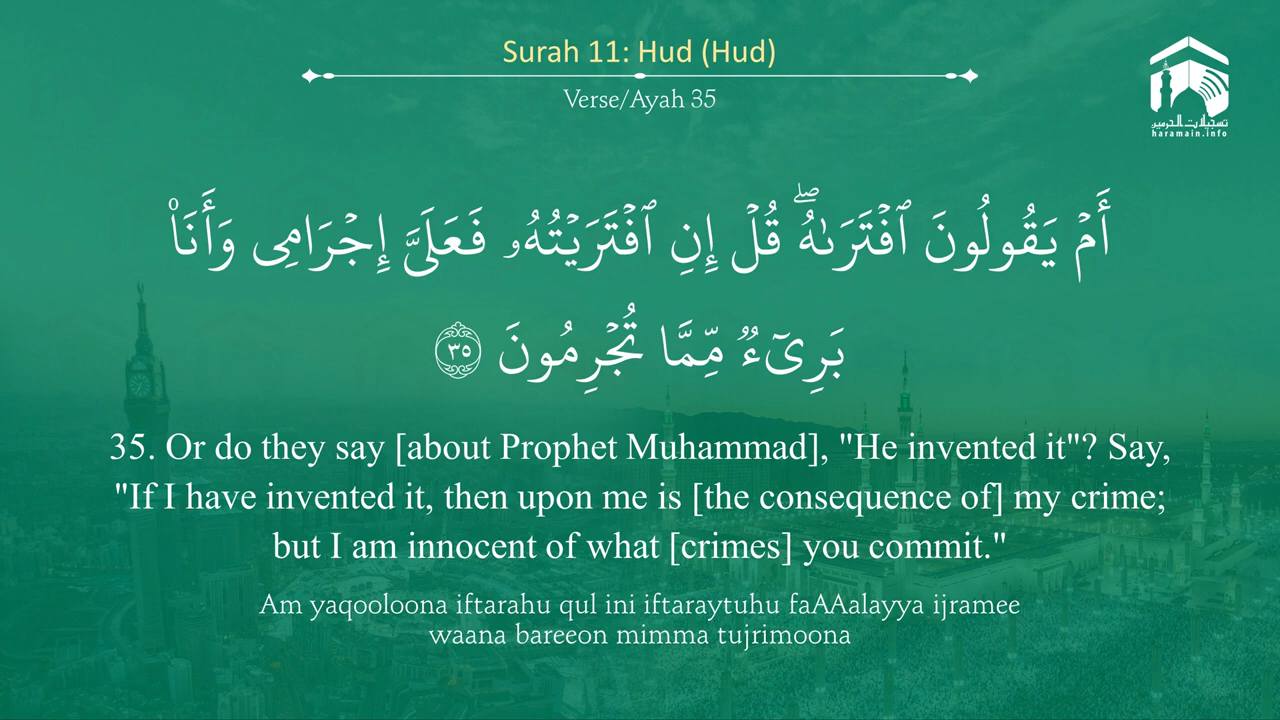 Surah 11: Hud (Hud)
Verse/Ayah 35
تسجيلات الحرمين
haramain.info
أَمۡ يَقُولُونَ ٱفۡتَرَىٰهُۖ قُلۡ إِنِ ٱفۡتَرَيۡتُهُۥ فَعَلَيَّ إِجۡرَامِى وَأَنَا۠
بَرِىٓءٞ مِّمَّا تُجۡرِمُونَ ٣٥
35. Or do they say [about Prophet Muhammad], "He invented it"? Say,
"If I have invented it, then upon me is [the consequence of] my crime;
but I am innocent of what [crimes] you commit."
Am yaqooloona iftarahu qul ini iftaraytuhu faAAalayya ijramee
waana bareeon mimma tujrimoona